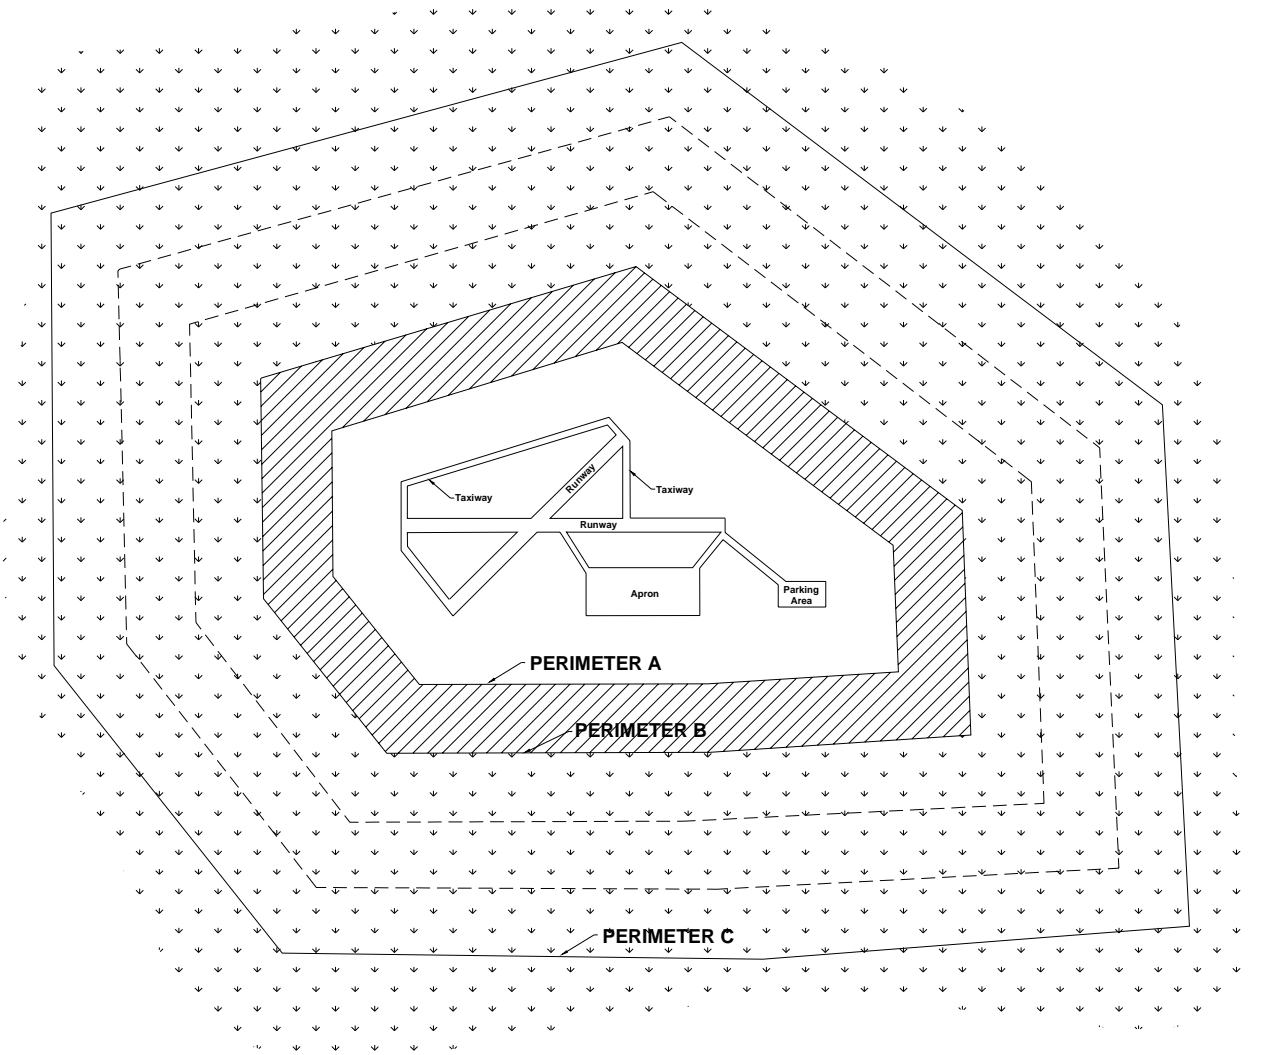 Runway
Taxiway
Taxiway
Runway
Apron
Parking
Area
PERIMETER A
PERIMETER B
PERIMETER C